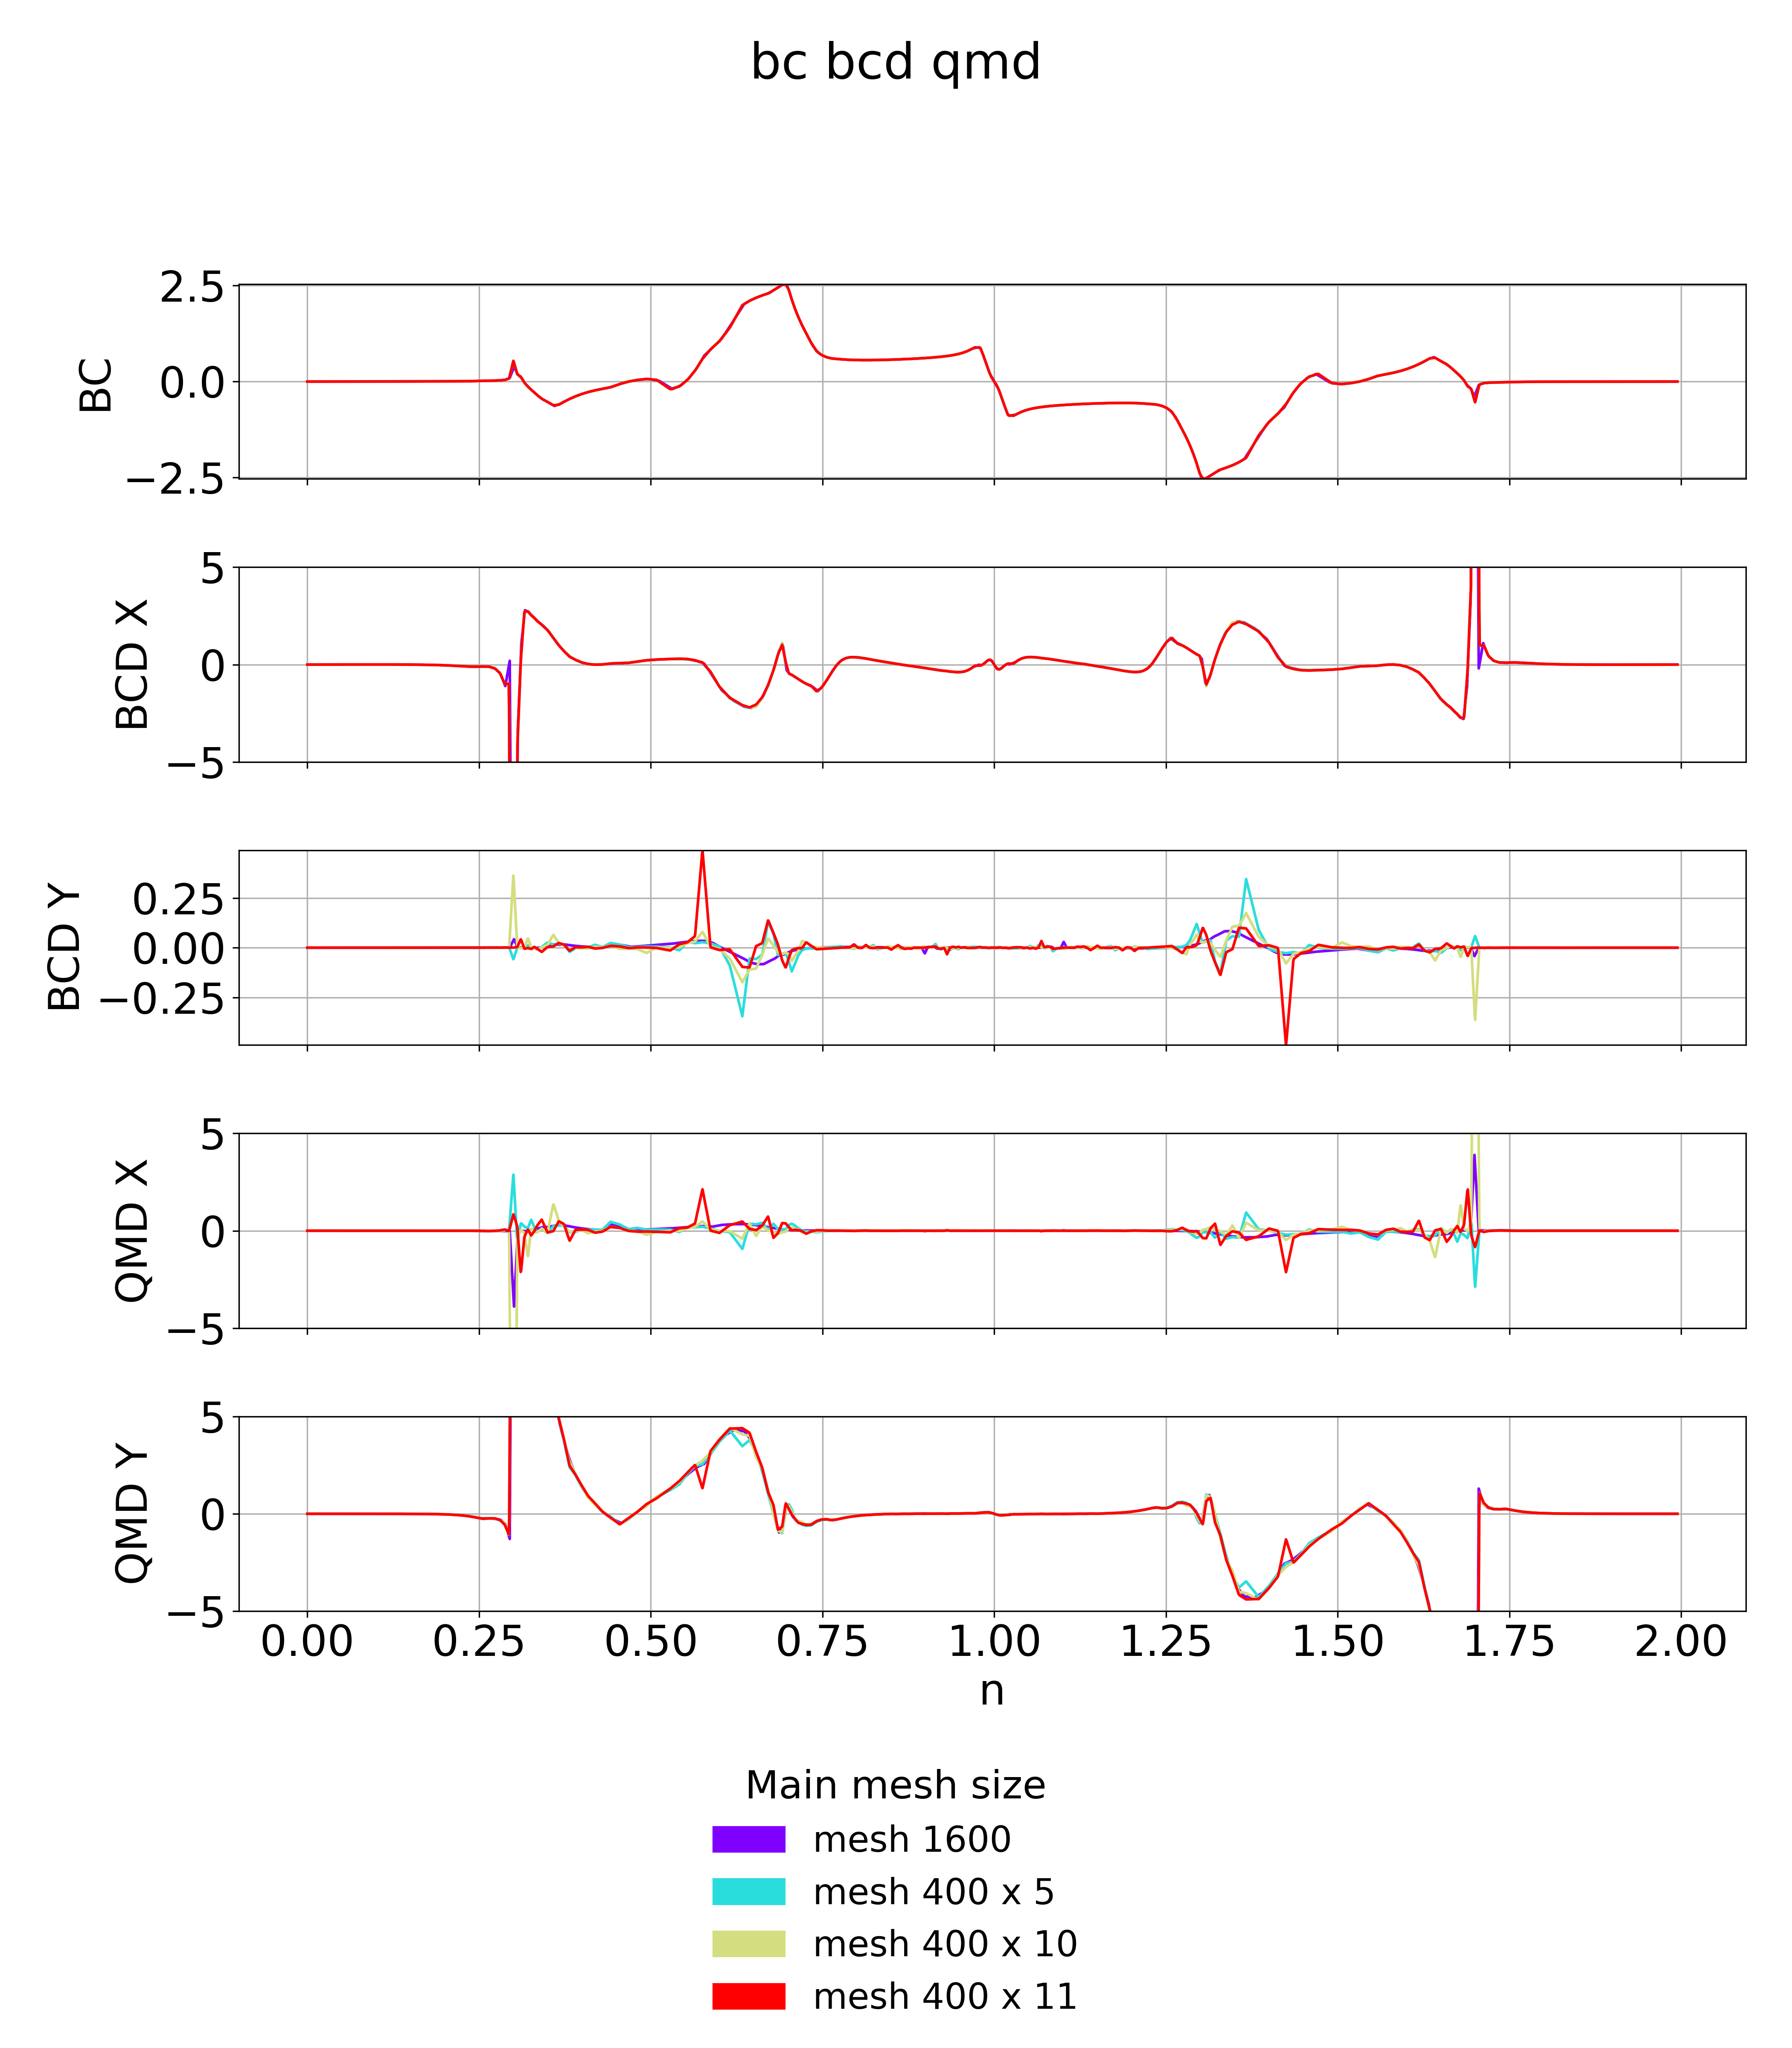 bc bcd qmd
2.5
0.0
−2.5
BC
5
0
−5
BCD X
0.25
0.00
−0.25
BCD Y
5
0
−5
QMD X
5
0
−5
QMD Y
0.00 0.25 0.50 0.75 1.00 1.25 1.50 1.75 2.00
n
Main mesh size
mesh 1600
mesh 400 x 5
mesh 400 x 10
mesh 400 x 11